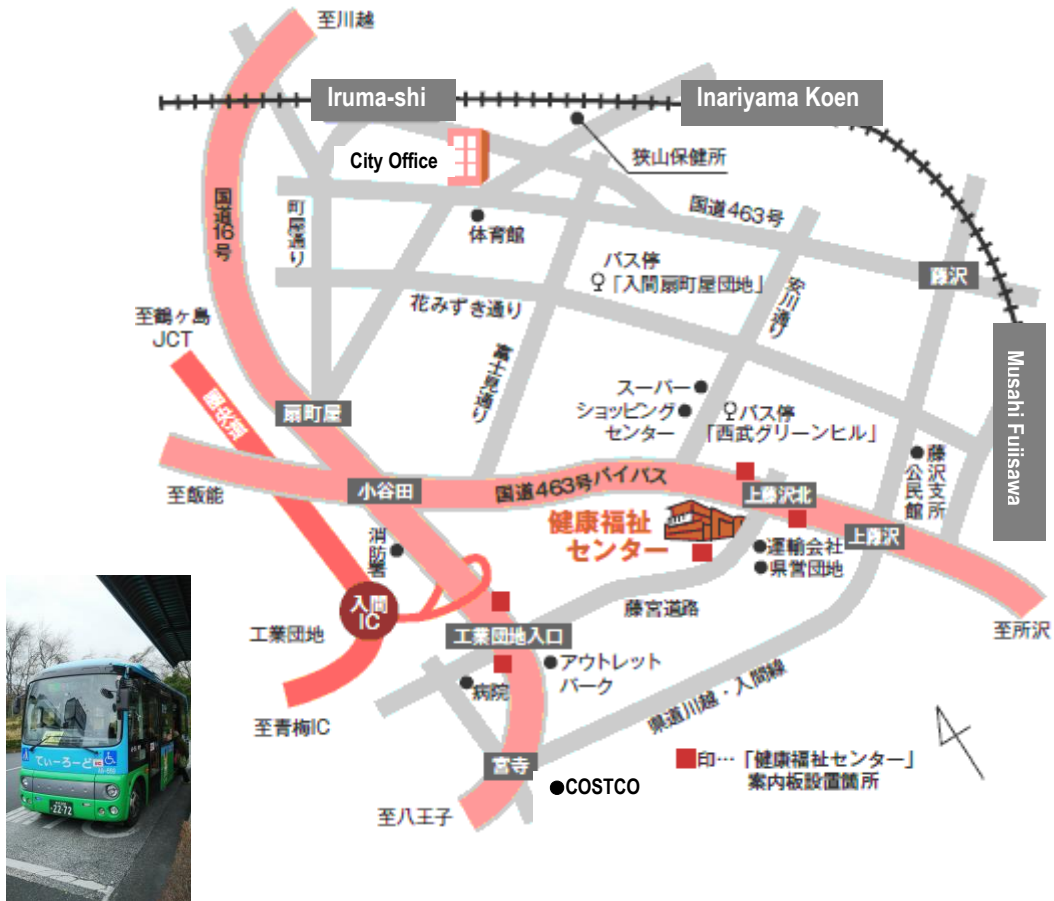 至川越
Iruma-shi
Inariyama Koen
City Office
狭山保健所
国道16号
町屋通り
体育館
国道463号
バス停
「入間扇町屋団地」
藤沢
花みずき通り
安川通り
至鶴ヶ島
JCT
圏央道
富士見通り
Musahi Fujisawa
扇町屋
スーパー
ショッピング
センター
バス停
「西武グリーンヒル」
藤沢支所
公民館
至飯能
小谷田
国道463号バイパス
上藤沢北
健康福祉
センター
上藤沢
消防署
運輸会社
県営団地
入間
IC
藤宮道路
至所沢
工業団地
工業団地入口
アウトレット
パーク
病院
県道川越・入間線
至青梅IC
宮寺
印…「健康福祉センター」
案内板設置箇所
COSTCO
至八王子
てぃーろーど
22-72